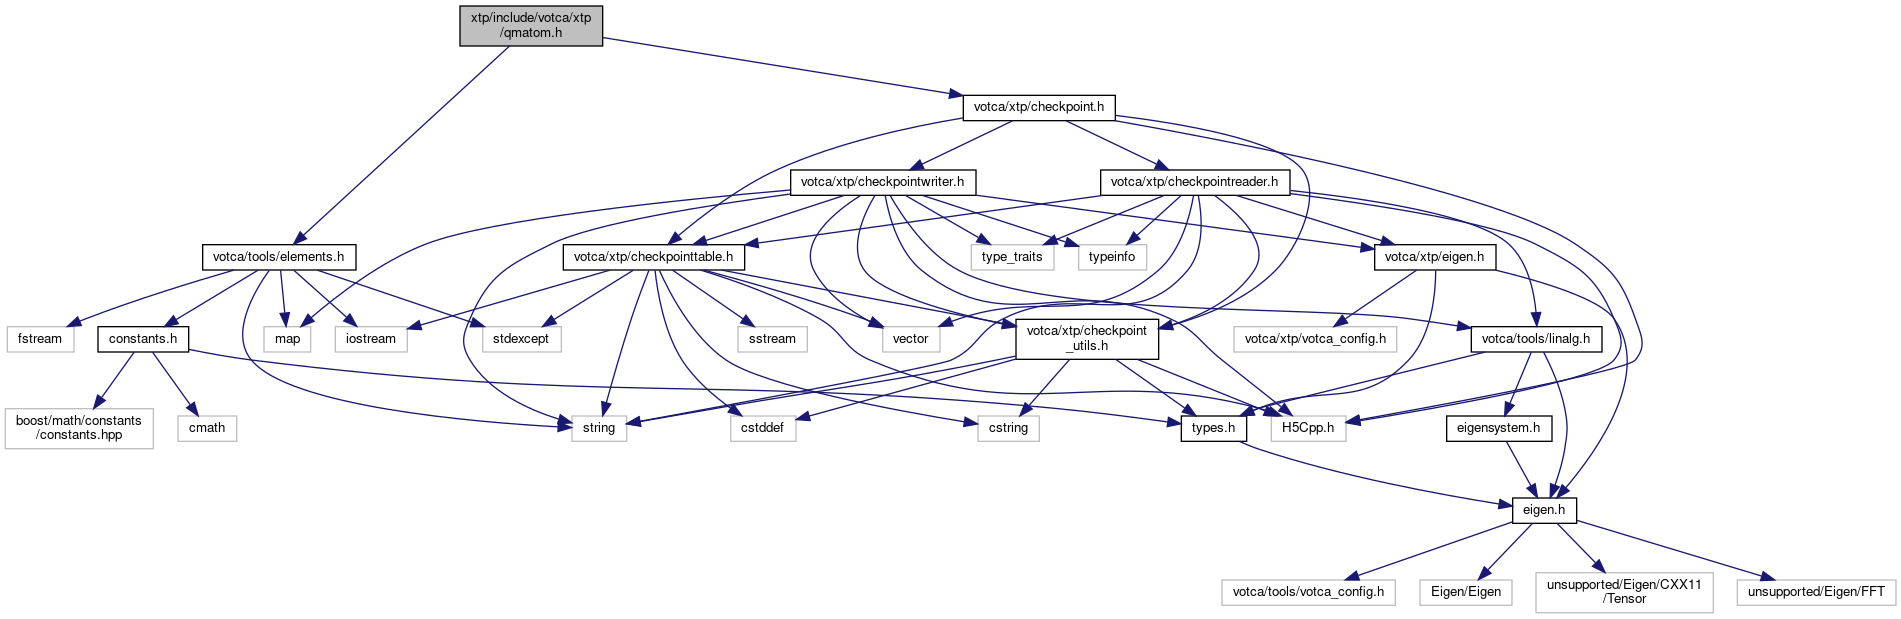 xtp/include/votca/xtp
/qmatom.h
votca/xtp/checkpoint.h
votca/xtp/checkpointwriter.h
votca/xtp/checkpointreader.h
votca/tools/elements.h
votca/xtp/checkpointtable.h
type_traits
typeinfo
votca/xtp/eigen.h
fstream
constants.h
map
iostream
stdexcept
sstream
vector
votca/xtp/checkpoint
_utils.h
votca/xtp/votca_config.h
votca/tools/linalg.h
boost/math/constants
/constants.hpp
cmath
string
cstddef
cstring
types.h
H5Cpp.h
eigensystem.h
eigen.h
votca/tools/votca_config.h
Eigen/Eigen
unsupported/Eigen/CXX11
/Tensor
unsupported/Eigen/FFT